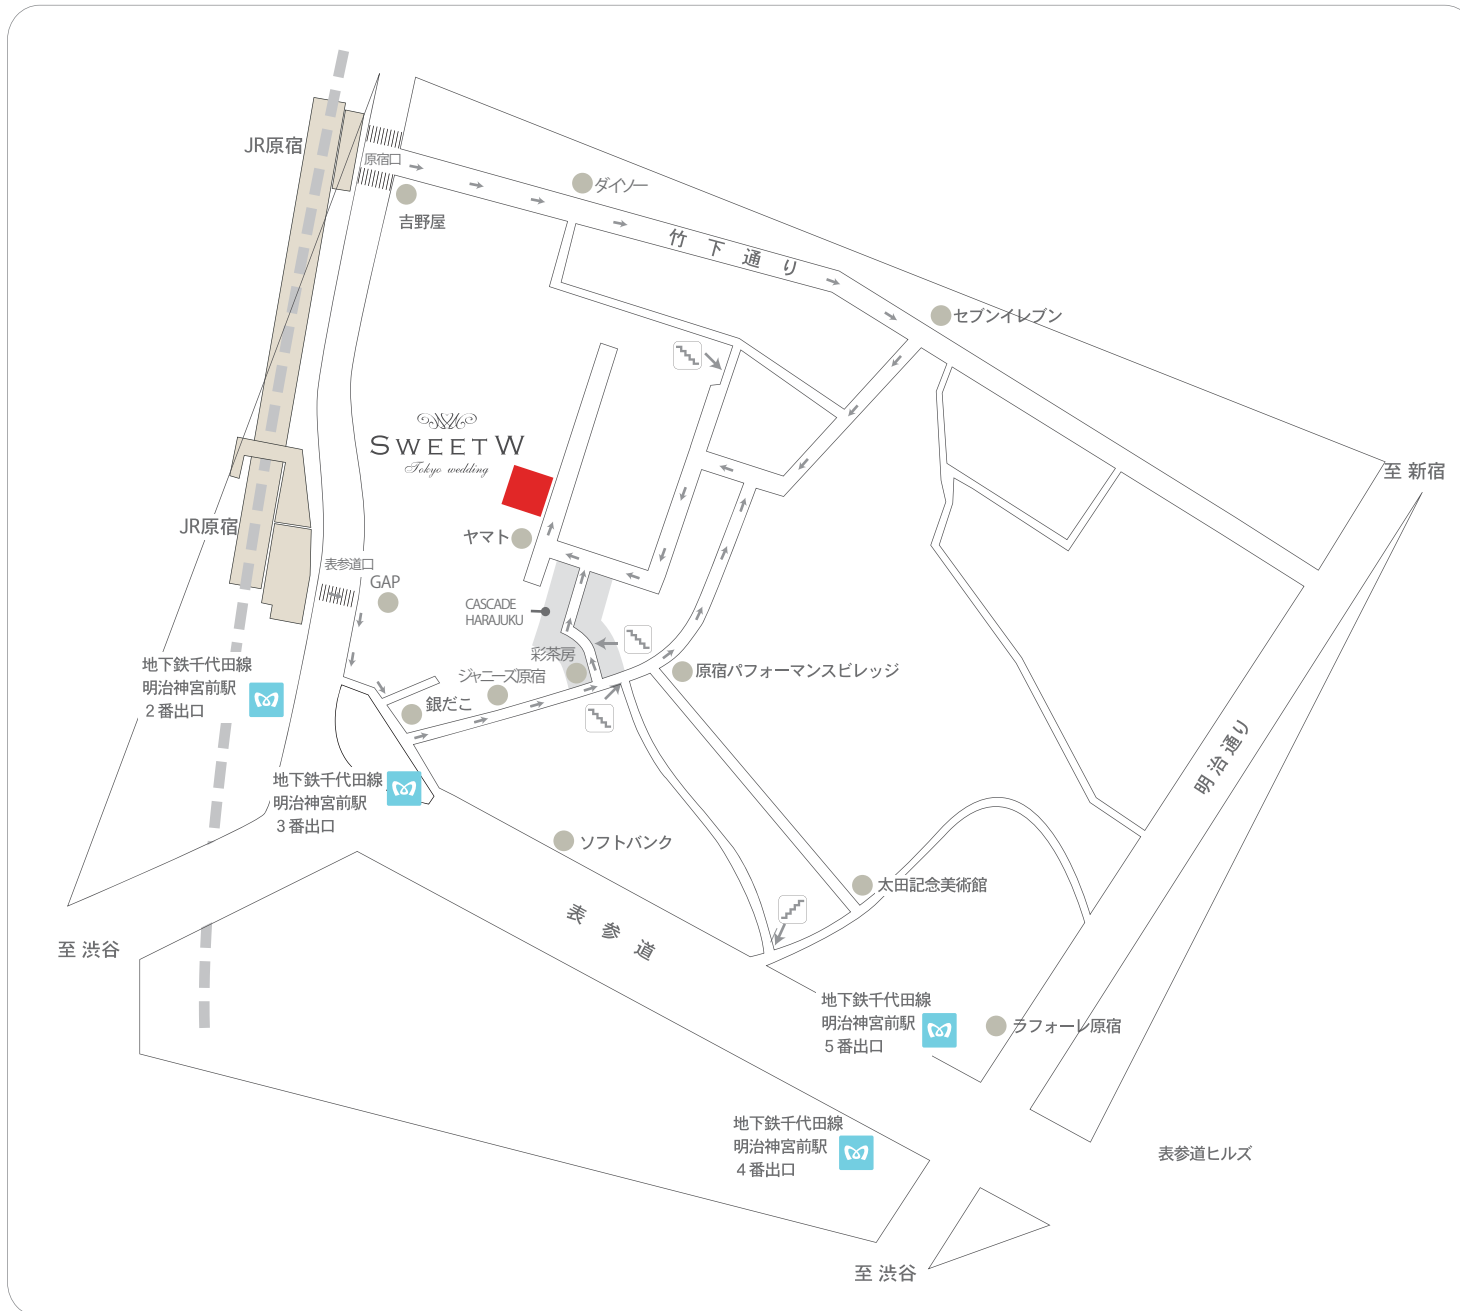 JR原宿
原宿口
ダイソー
吉野屋
竹下通り
セブンイレブン
SWEET W
Tokyo wedding
至 新宿
JR原宿
ヤマト
表参道口
GAP
CASCADE
HARAJUKU
彩茶房
ジャニーズ原宿
原宿パフォーマンスビレッジ
地下鉄千代田線
明治神宮前駅
2番出口
銀だこ
明治通り
地下鉄千代田線
明治神宮前駅
3番出口
ソフトバンク
太田記念美術館
表参道
至 渋谷
地下鉄千代田線
明治神宮前駅
5番出口
ラフォーレ原宿
地下鉄千代田線
明治神宮前駅
4番出口
表参道ヒルズ
至 渋谷